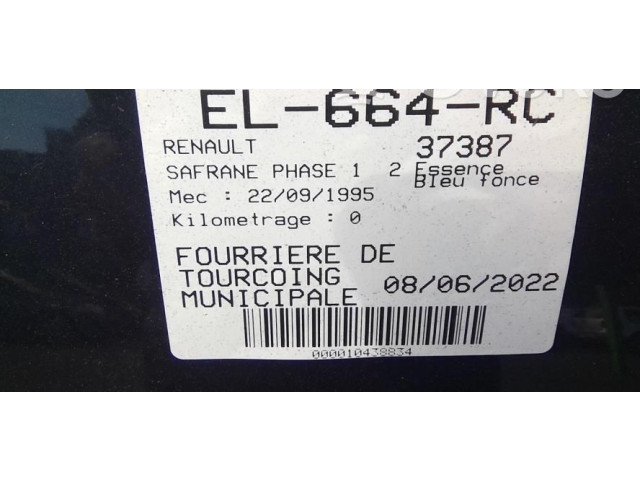 EL-664-RC
RENAULT 37387
SAFRANE PHASE 1 2 Essence
Bleu fonce
Mec : 22/09/1995
Kilometrage : 0
FOURRIERE DE
TOURCOING
MUNICIPALE 08/06/2022
000010438834